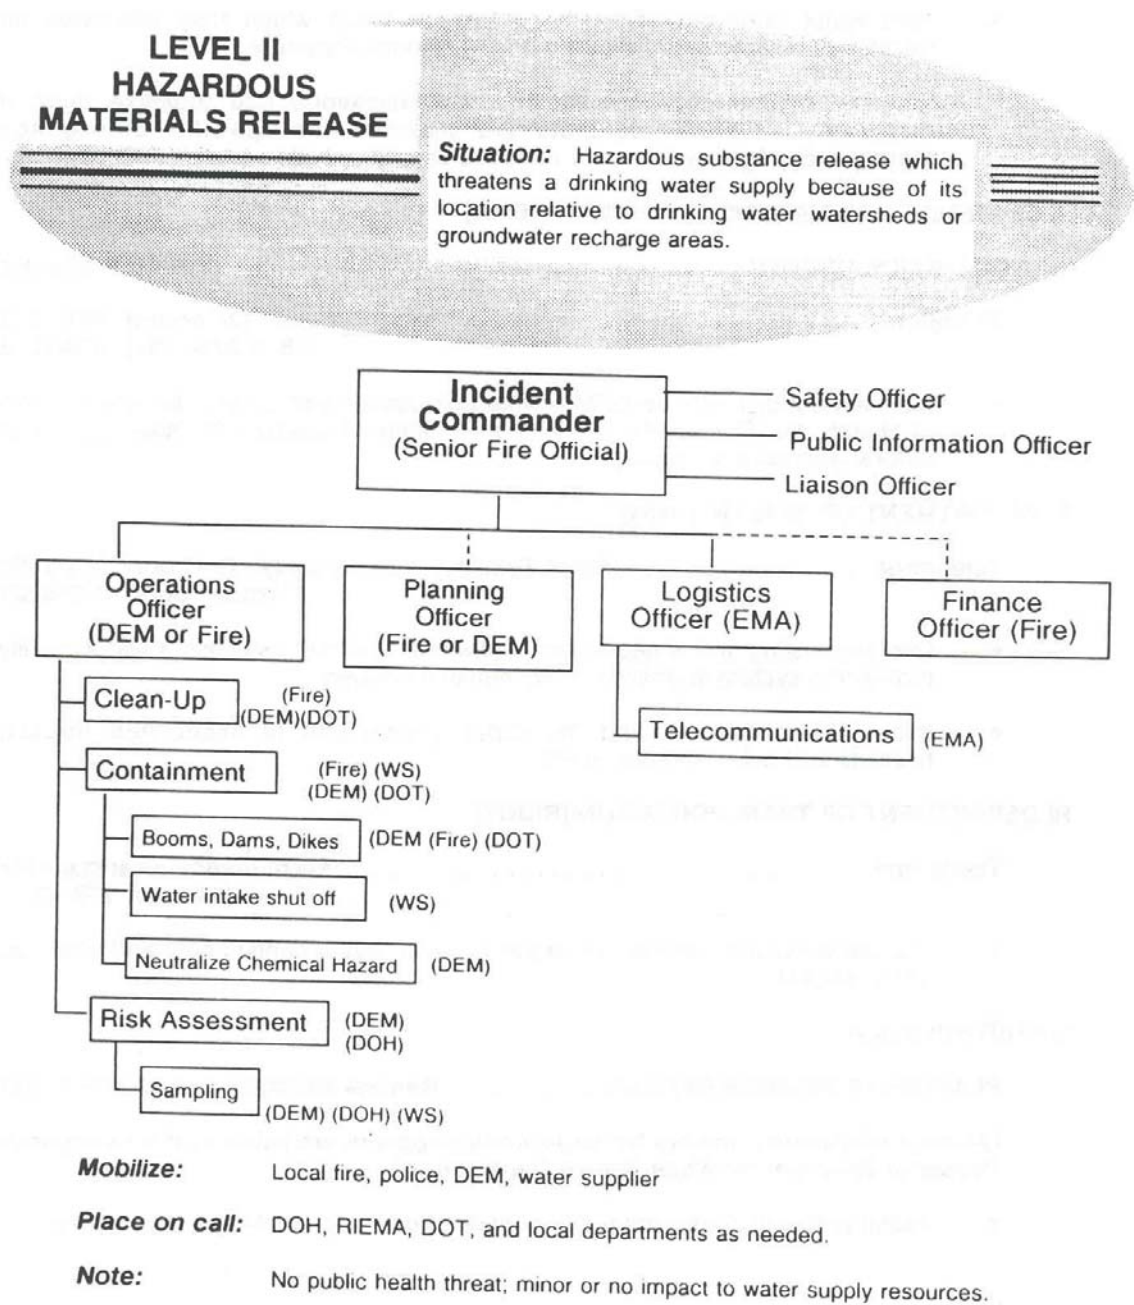 LEVEL II
HAZARDOUS
MATERIALS RELEASE
Situation: Hazardous substance release which
threatens a drinking water supply because of its
location relative to drinking water watersheds or
groundwater recharge areas.
Incident
Commander
(Senior Fire Official)
Safety Officer
Public Information Officer
Liaison Officer
Operations
Officer
(DEM or Fire)
Planning
Officer
(Fire or DEM)
Logistics
Officer (EMA)
Finance
Officer (Fire)
Clean-Up (Fire)
(DEM)(DOT)
Containment (Fire) (WS)
(DEM) (DOT)
Booms, Dams, Dikes (DEM (Fire) (DOT)
Water intake shut off (WS)
Neutralize Chemical Hazard (DEM)
Risk Assessment (DEM)
(DOH)
Sampling
(DEM) (DOH) (WS)
Telecommunications (EMA)
Mobilize: Local fire, police, DEM, water supplier
Place on call: DOH, RIEMA, DOT, and local departments as needed.
Note: No public health threat; minor or no impact to water supply resources.